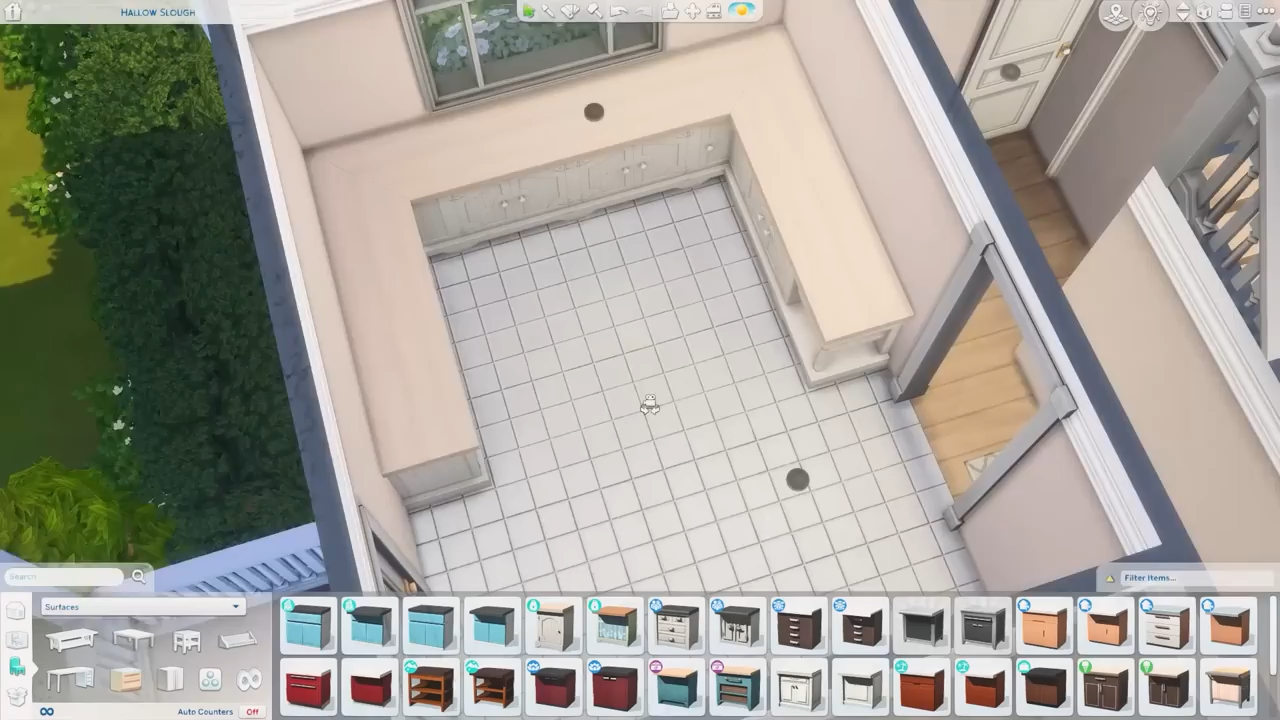 HALLOW SLOUGH
Search
Filter Items...
Surfaces
Auto Counters Off